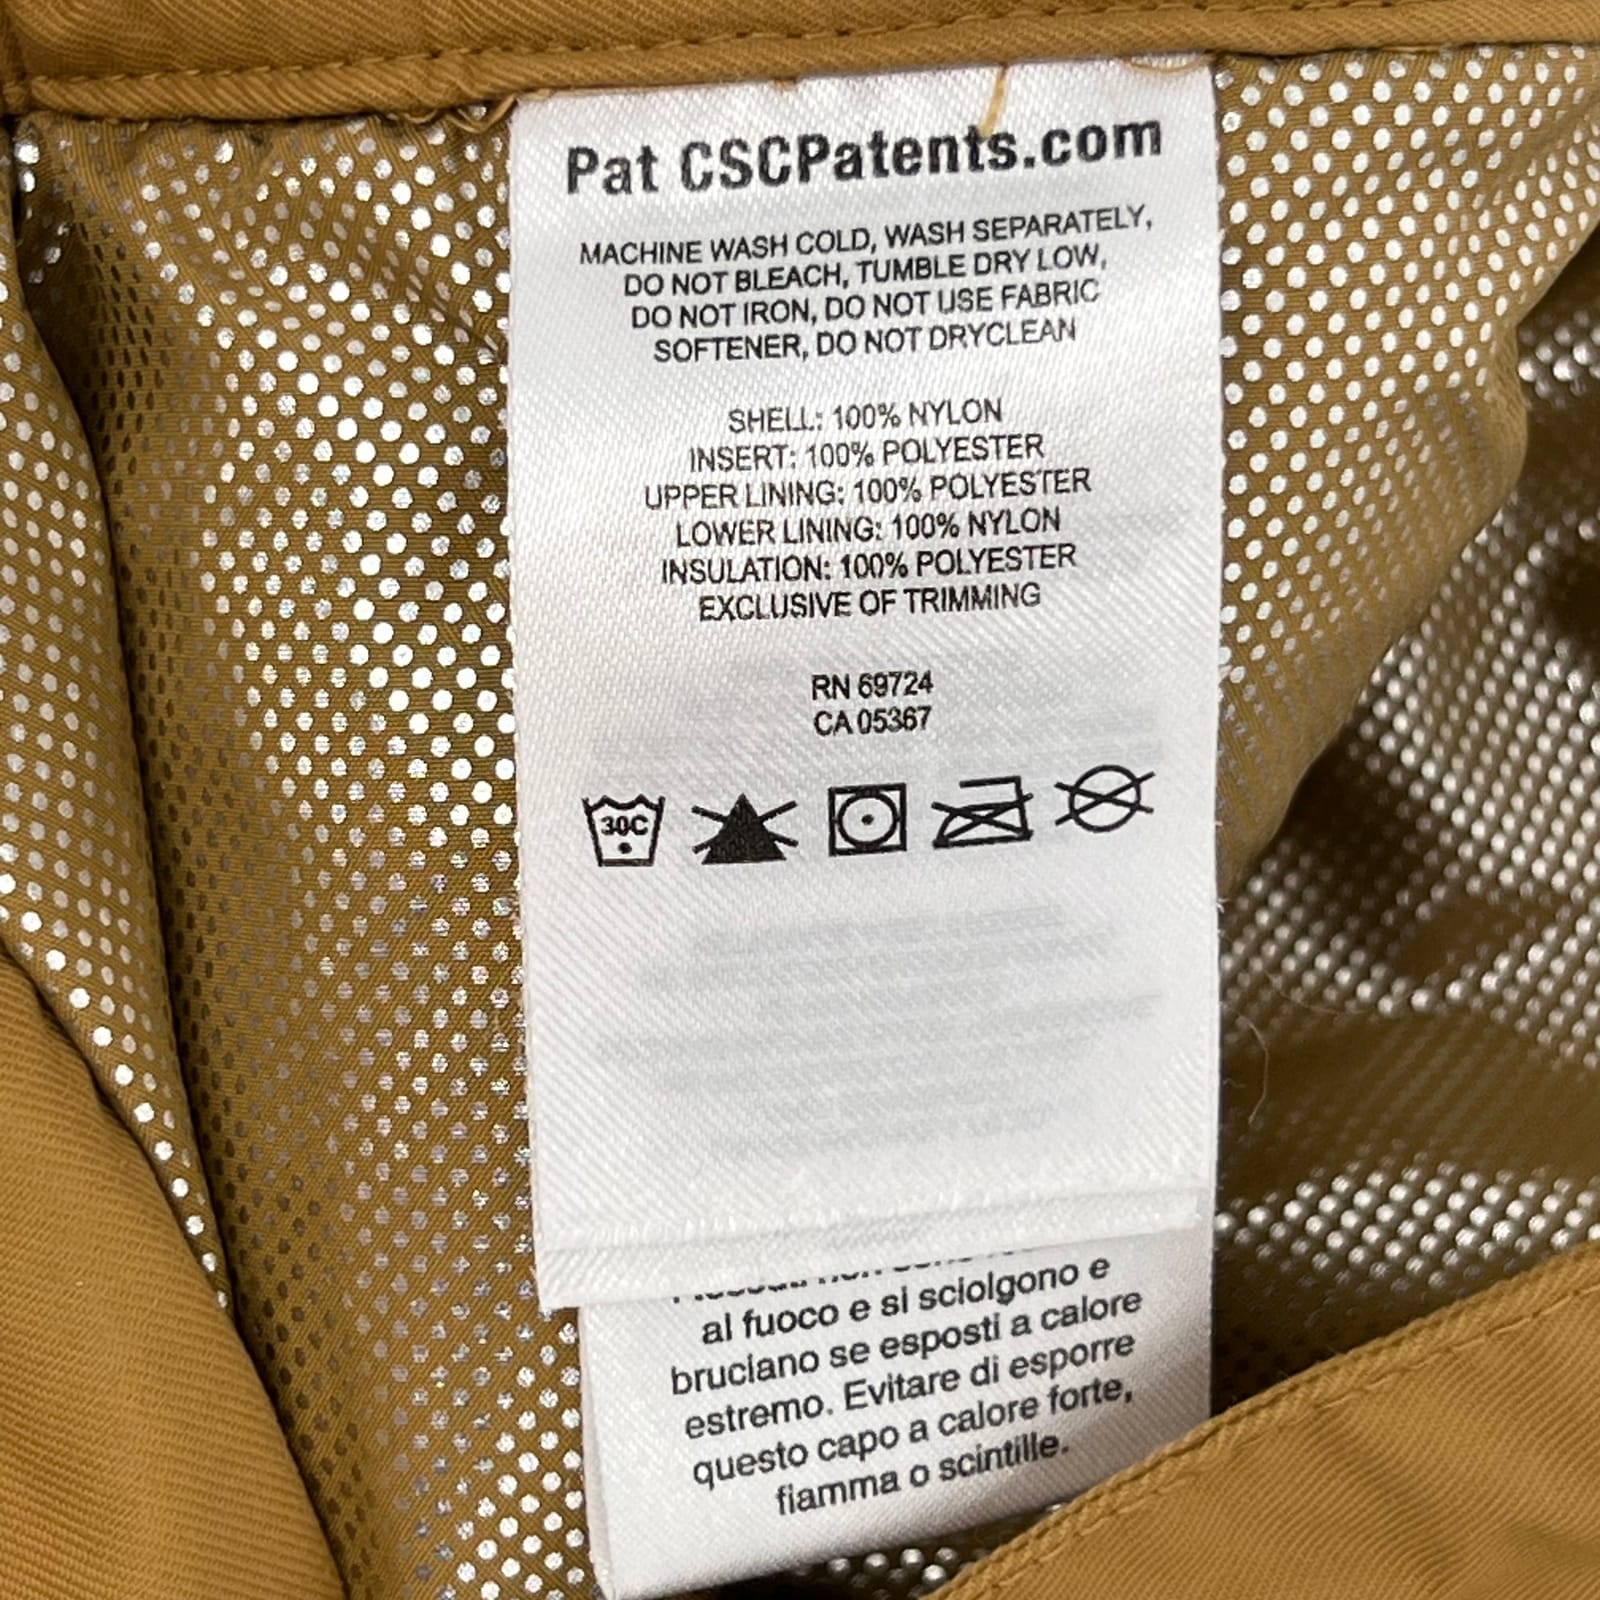 Pat CSCPatents.com
MACHINE WASH COLD, WASH SEPARATELY,
DO NOT BLEACH, TUMBLE DRY LOW,
DO NOT IRON, DO NOT USE FABRIC
SOFTENER, DO NOT DRYCLEAN
SHELL: 100% NYLON
INSERT: 100% POLYESTER
UPPER LINING: 100% POLYESTER
LOWER LINING: 100% NYLON
INSULATION: 100% POLYESTER
EXCLUSIVE OF TRIMMING
RN 69724
CA 05367
30C
al fuoco e si sciolgono e
bruciano se esposti a calore
estremo. Evitare di esporre
questo capo a calore forte,
fiamma o scintille.